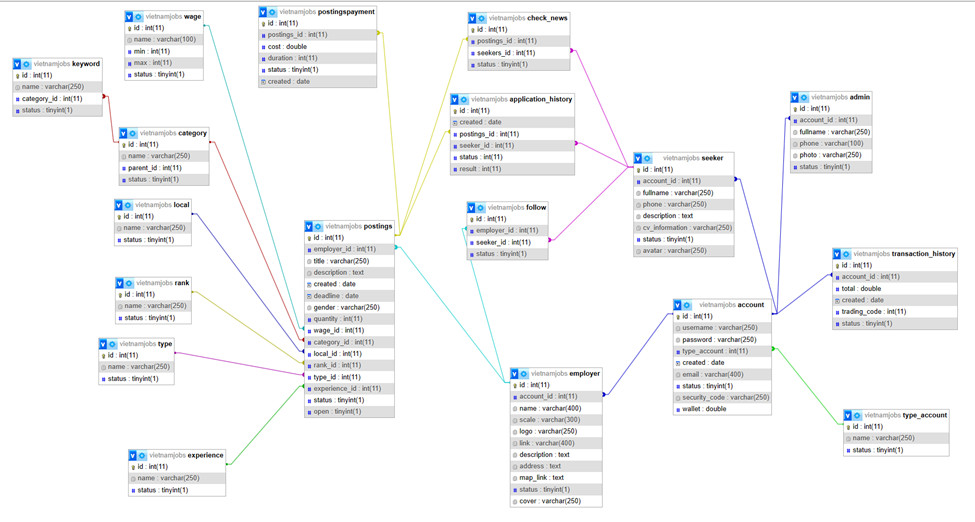 vietnamjobs wage
id : int(11)
name : varchar(100)
min : int(11)
max : int(11)
status : tinyint(1)
vietnamjobs postingspayment
id : int(11)
postings_id : int(11)
cost : double
duration : int(11)
status : tinyint(1)
created : date
vietnamjobs check_news
id : int(11)
postings_id : int(11)
seekers_id : int(11)
status : tinyint(1)
vietnamjobs keyword
id : int(11)
name : varchar(250)
category_id : int(11)
status : tinyint(1)
vietnamjobs application_history
id : int(11)
created : date
postings_id : int(11)
seeker_id : int(11)
status : int(11)
result : int(11)
vietnamjobs admin
id : int(11)
account_id : int(11)
fullname : varchar(250)
phone : varchar(100)
photo : varchar(250)
status : tinyint(1)
vietnamjobs category
id : int(11)
name : varchar(250)
parent_id : int(11)
status : tinyint(1)
vietnamjobs seeker
id : int(11)
account_id : int(11)
fullname : varchar(250)
phone : varchar(250)
description : text
cv_information : varchar(250)
status : tinyint(1)
avatar : varchar(250)
vietnamjobs local
id : int(11)
name : varchar(250)
status : tinyint(1)
vietnamjobs follow
id : int(11)
employer_id : int(11)
seeker_id : int(11)
status : tinyint(1)
vietnamjobs postings
id : int(11)
employer_id : int(11)
title : varchar(250)
description : text
created : date
deadline : date
gender : varchar(250)
quantity : int(11)
wage_id : int(11)
category_id : int(11)
local_id : int(11)
rank_id : int(11)
type_id : int(11)
experience_id : int(11)
status : tinyint(1)
open : tinyint(1)
vietnamjobs transaction_history
id : int(11)
account_id : int(11)
total : double
created : date
trading_code : int(11)
status : tinyint(1)
vietnamjobs rank
id : int(11)
name : varchar(250)
status : tinyint(1)
vietnamjobs account
id : int(11)
username : varchar(250)
password : varchar(250)
type_account : int(11)
created : date
email : varchar(400)
status : tinyint(1)
security_code : varchar(250)
wallet : double
vietnamjobs type
id : int(11)
name : varchar(250)
status : tinyint(1)
vietnamjobs employer
id : int(11)
account_id : int(11)
name : varchar(400)
scale : varchar(300)
logo : varchar(250)
link : varchar(400)
description : text
address : text
map_link : text
status : tinyint(1)
cover : varchar(250)
vietnamjobs type_account
id : int(11)
name : varchar(250)
status : tinyint(1)
vietnamjobs experience
id : int(11)
name : varchar(250)
status : tinyint(1)